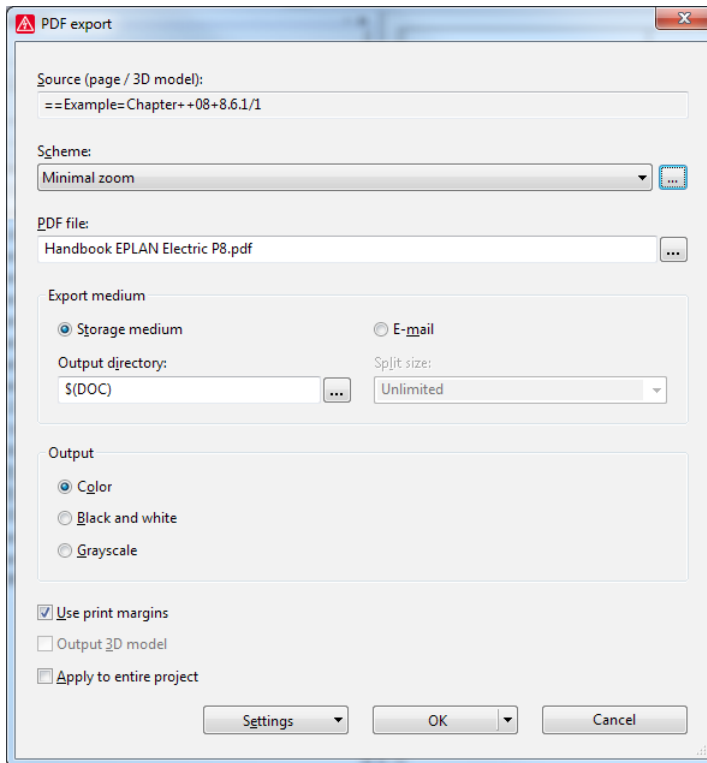 PDF export
Source (page / 3D model):
==Example=Chapter++08+8.6.1/1
Scheme:
Minimal zoom
...
PDF file:
Handbook EPLAN Electric P8.pdf
...
Export medium
Storage medium
E-mail
Output directory:
Split size:
$(DOC)
...
Unlimited
Output
Color
Black and white
Grayscale
Use print margins
Output 3D model
Apply to entire project
Settings
OK
Cancel